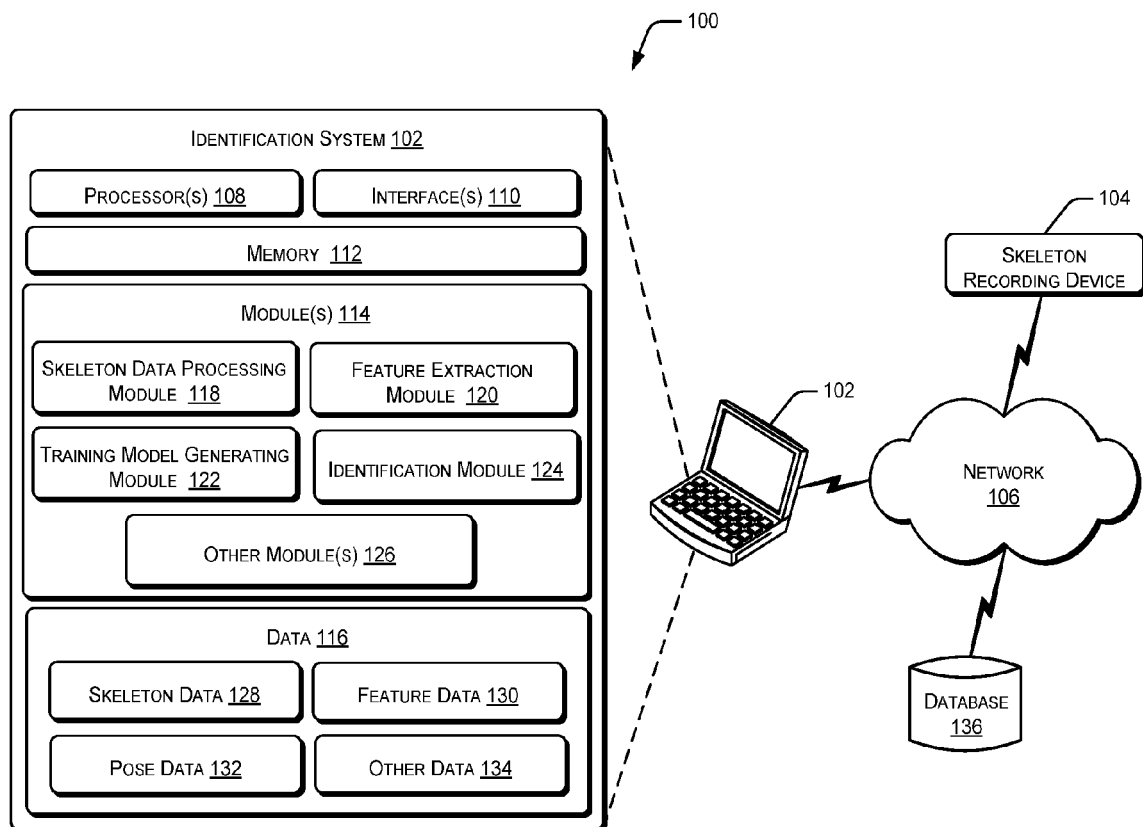 100
IDENTIFICATION SYSTEM 102
PROCESSOR(S) 108
INTERFACE(S) 110
MEMORY 112
MODULE(S) 114
SKELETON DATA PROCESSING
MODULE 118
FEATURE EXTRACTION
MODULE 120
TRAINING MODEL GENERATING
MODULE 122
IDENTIFICATION MODULE 124
OTHER MODULE(S) 126
DATA 116
SKELETON DATA 128
FEATURE DATA 130
POSE DATA 132
OTHER DATA 134
102
104
SKELETON
RECORDING DEVICE
NETWORK
106
DATABASE
136